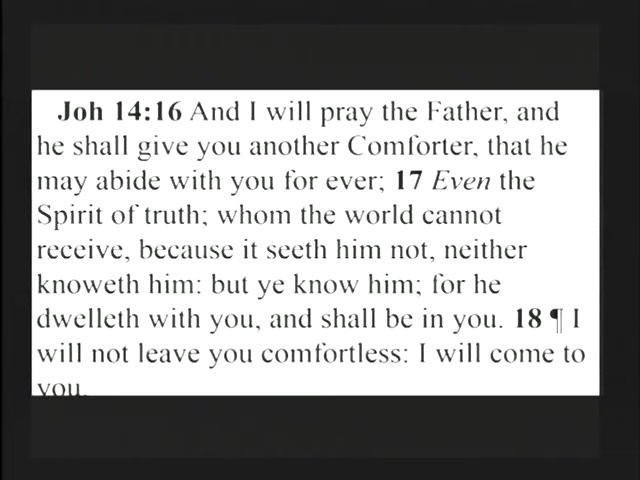 Joh 14:16 And I will pray the Father, and
he shall give you another Comforter, that he
may abide with you for ever; 17 Even the
Spirit of truth; whom the world cannot
receive, because it seeth him not, neither
knoweth him: but ye know him; for he
dwelleth with you, and shall be in you. 18 ¶ I
will not leave you comfortless: I will come to
you.